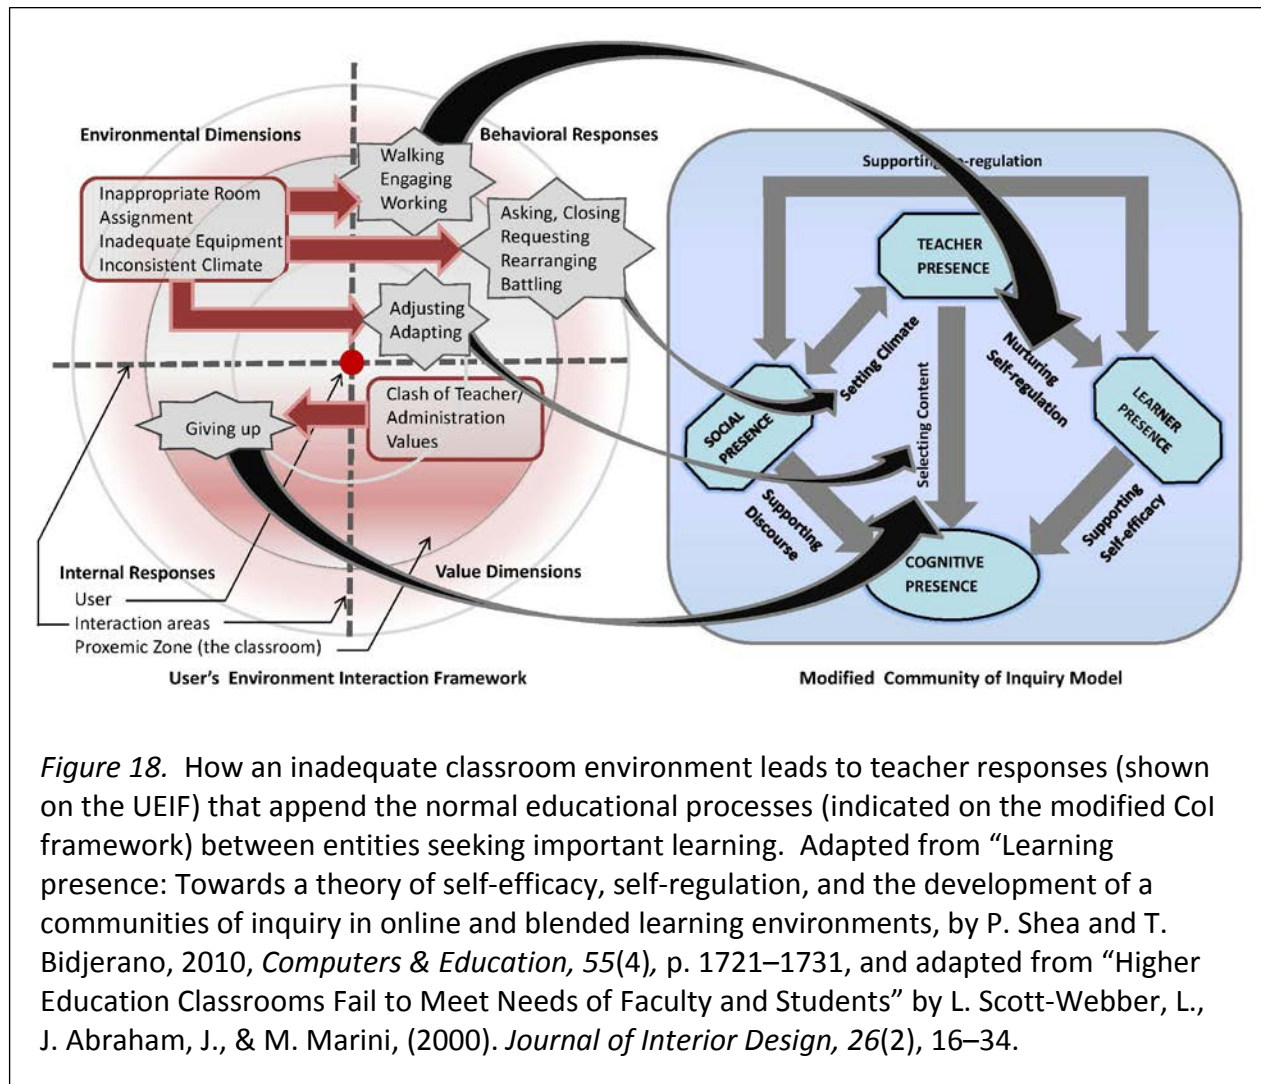 Environmental Dimensions
Behavioral Responses
Inappropriate Room
Assignment
Inadequate Equipment
Inconsistent Climate
Walking
Engaging
Working
Asking, Closing
Requesting
Rearranging
Battling
Adjusting
Adapting
Giving up
Clash of Teacher/
Administration
Values
Internal Responses
Value Dimensions
User
Interaction areas
Proxemic Zone (the classroom)
User's Environment Interaction Framework
Supporting -regulation
TEACHER
PRESENCE
Setting Climate
Selecting Content
Nurturing
Self-regulation
SOCIAL
PRESENCE
LEARNER
PRESENCE
Supporting
Discourse
Supporting
Self-efficacy
COGNITIVE
PRESENCE
Modified Community of Inquiry Model
Figure 18. How an inadequate classroom environment leads to teacher responses (shown
on the UEIF) that append the normal educational processes (indicated on the modified CoI
framework) between entities seeking important learning. Adapted from “Learning
presence: Towards a theory of self-efficacy, self-regulation, and the development of a
communities of inquiry in online and blended learning environments, by P. Shea and T.
Bidjerano, 2010, Computers & Education, 55(4), p. 1721–1731, and adapted from “Higher
Education Classrooms Fail to Meet Needs of Faculty and Students” by L. Scott-Webber, L.,
J. Abraham, J., & M. Marini, (2000). Journal of Interior Design, 26(2), 16–34.